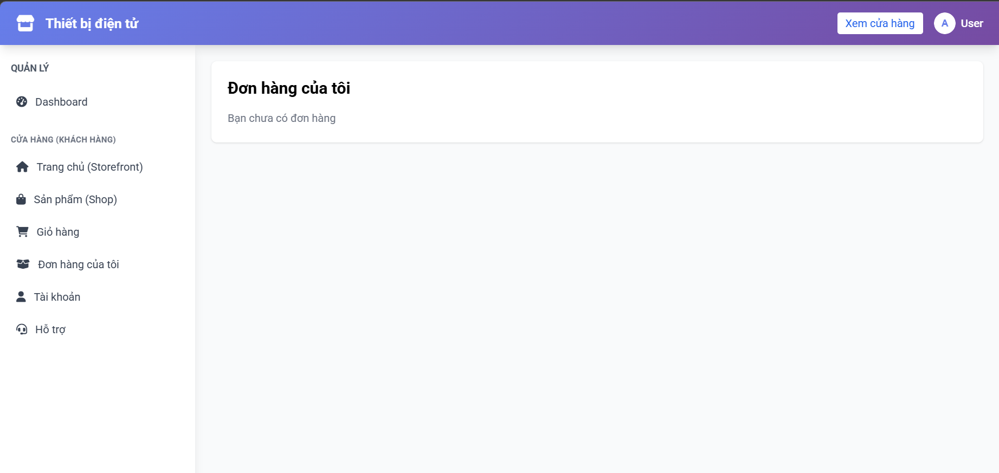 Thiết bị điện tử
Xem cửa hàng
A
User
QUẢN LÝ
Dashboard
CỬA HÀNG (KHÁCH HÀNG)
Trang chủ (Storefront)
Sản phẩm (Shop)
Giỏ hàng
Đơn hàng của tôi
Tài khoản
Hỗ trợ
Đơn hàng của tôi
Bạn chưa có đơn hàng